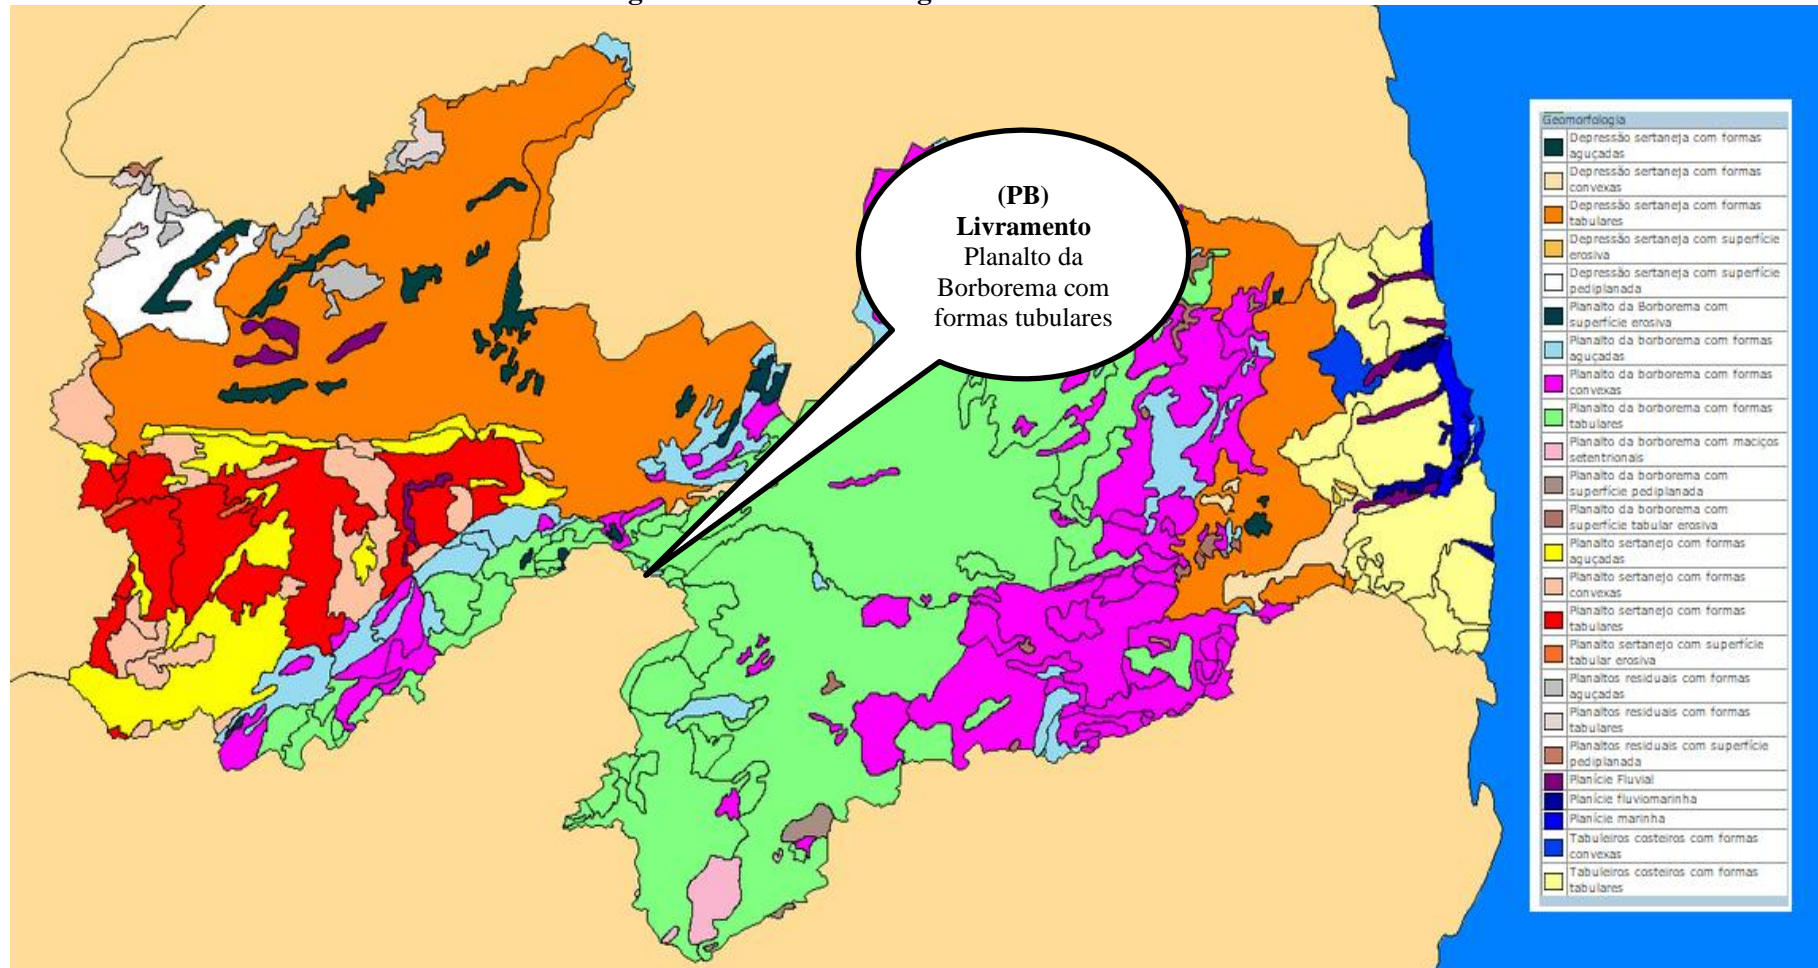 (PB)
Livramento
Planalto da
Borborema com
formas tubulares
Geomorfologia
Depressão sertaneja com formas
aguçadas
Depressão sertaneja com formas
convexas
Depressão sertaneja com formas
tabulares
Depressão sertaneja com superfície
erosiva
Depressão sertaneja com superfície
pediplanada
Planalto da Borborema com
superfície erosiva
Planalto da borborema com formas
aguçadas
Planalto da borborema com formas
convexas
Planalto da borborema com formas
tabulares
Planalto da borborema com maciços
setentrionais
Planalto da borborema com
superfície pediplanada
Planalto da borborema com
superfície tabular erosiva
Planalto sertanejo com formas
aguçadas
Planalto sertanejo com formas
convexas
Planalto sertanejo com formas
tabulares
Planalto sertanejo com superfície
tabular erosiva
Planaltos residuais com formas
aguçadas
Planaltos residuais com formas
tabulares
Planaltos residuais com superfície
pediplanada
Planície Fluvial
Planície fluviomarinha
Planície marinha
Tabuleiros costeiros com formas
convexas
Tabuleiros costeiros com formas
tabulares